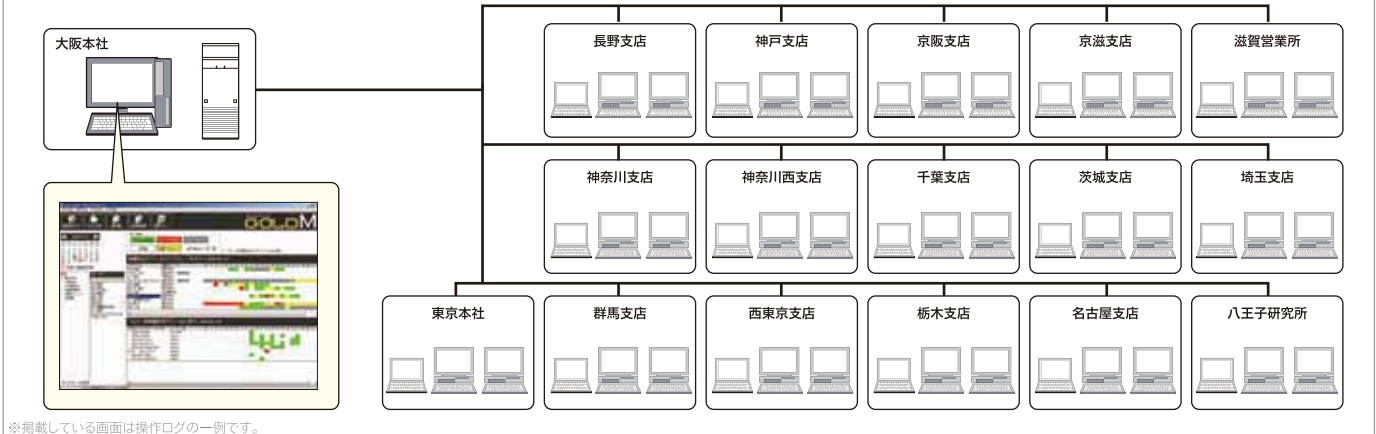 大阪本社
長野支店
神戸支店
京阪支店
京滋支店
滋賀営業所
神奈川支店
神奈川西支店
千葉支店
茨城支店
埼玉支店
東京本社
群馬支店
西東京支店
栃木支店
名古屋支店
八王子研究所
※掲載している画面は操作ログの一例です。